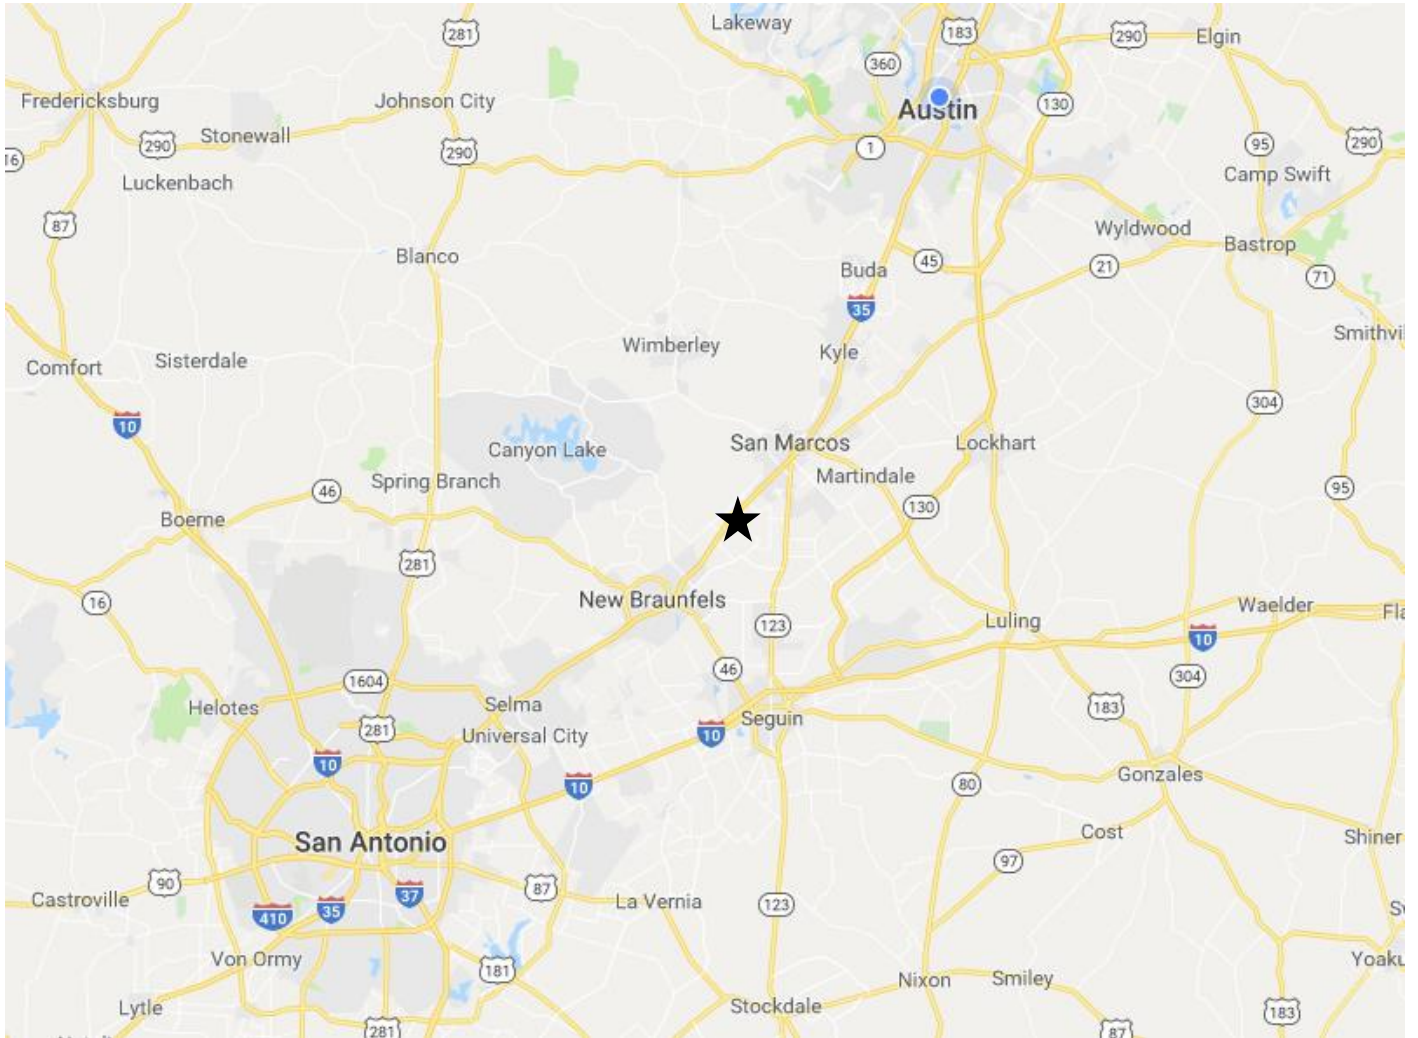 Lakeway
281
183
290
Elgin
360
Fredericksburg
Johnson City
Austin
130
Stonewall
290
290
1
95
290
16
Luckenbach
Camp Swift
87
Wyldwood
Bastrop
Blanco
Buda
45
21
71
35
Smithvi
Wimberley
Kyle
Comfort
Sisterdale
304
10
San Marcos
Lockhart
Canyon Lake
Martindale
Spring Branch
46
95
130
Boerne
281
New Braunfels
16
Waelder
Fla
Luling
123
10
46
304
1604
Helotes
Selma
183
Seguin
281
Universal City
10
10
10
Gonzales
80
San Antonio
Cost
Shiner
97
90
87
37
Castroville
La Vernia
123
410
35
Sw
Von Ormy
181
Yoaku
Nixon
Smiley
Lytle
Stockdale
183
281
87